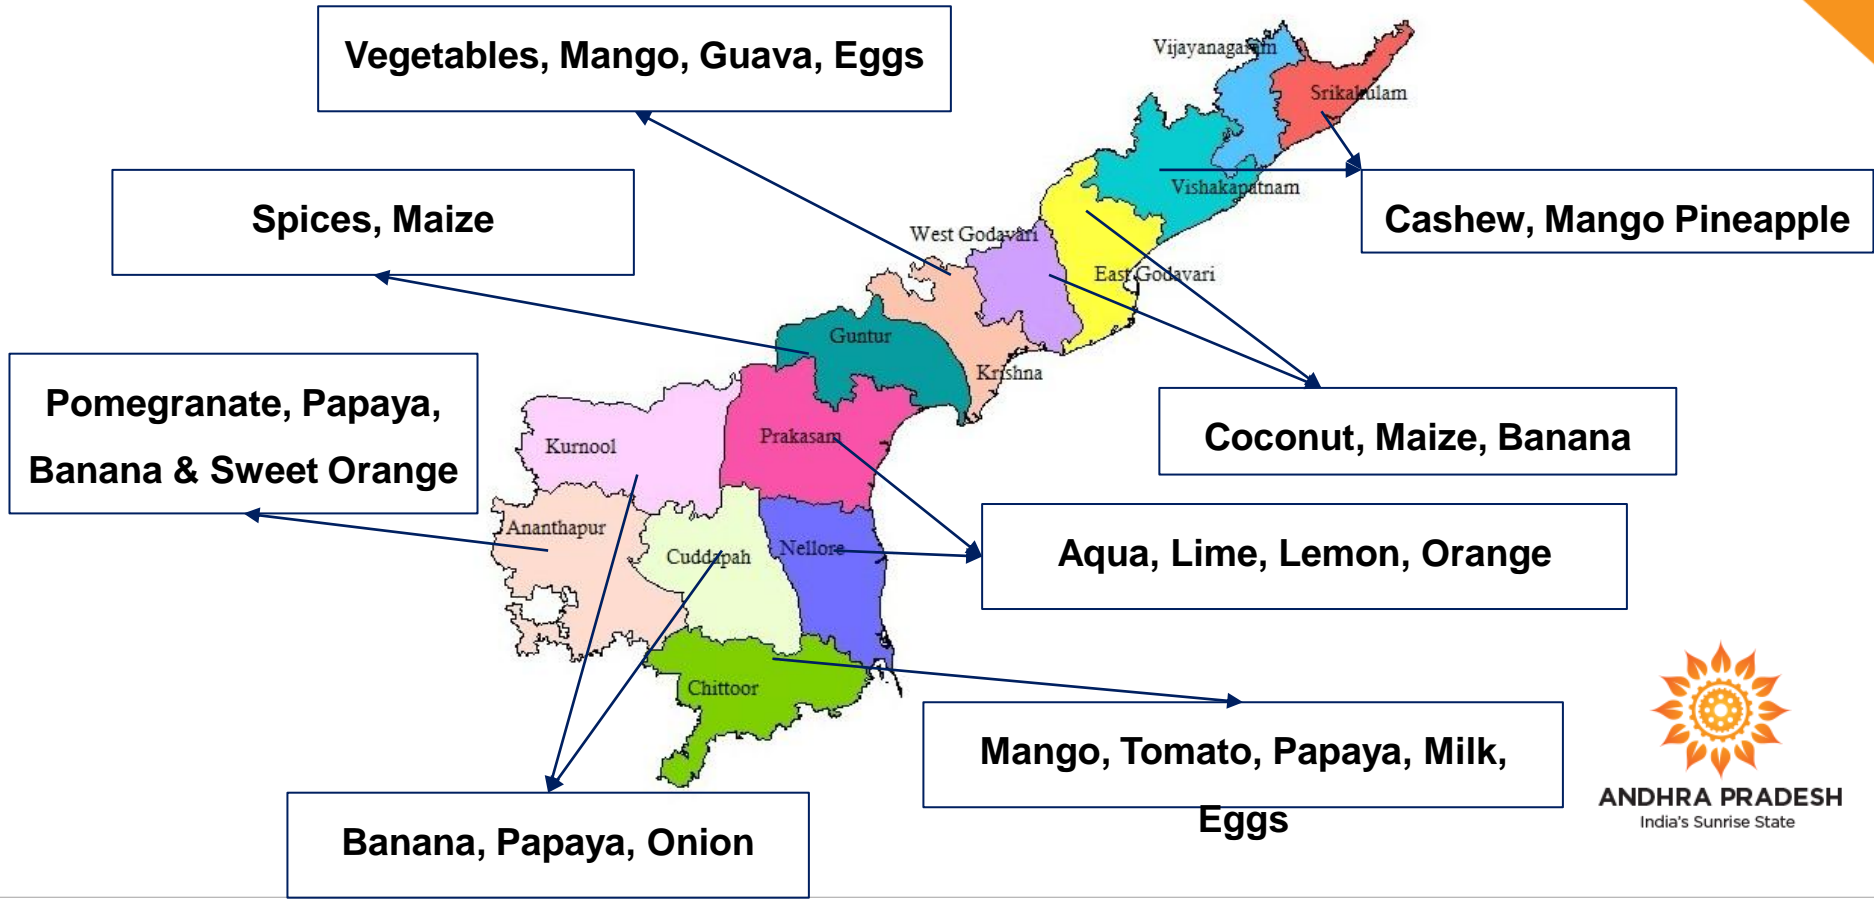 Vegetables, Mango, Guava, Eggs
Vijayanagaram
Srikakulam
Spices, Maize
Vishakapatnam
Cashew, Mango Pineapple
West Godavari
East Godavari
Guntur
Krishna
Pomegranate, Papaya,
Banana & Sweet Orange
Kurnool
Prakasam
Coconut, Maize, Banana
Ananthapur
Cuddapah
Nellore
Aqua, Lime, Lemon, Orange
Chittoor
Mango, Tomato, Papaya, Milk,
Eggs
Banana, Papaya, Onion
ANDHRA PRADESH
India's Sunrise State